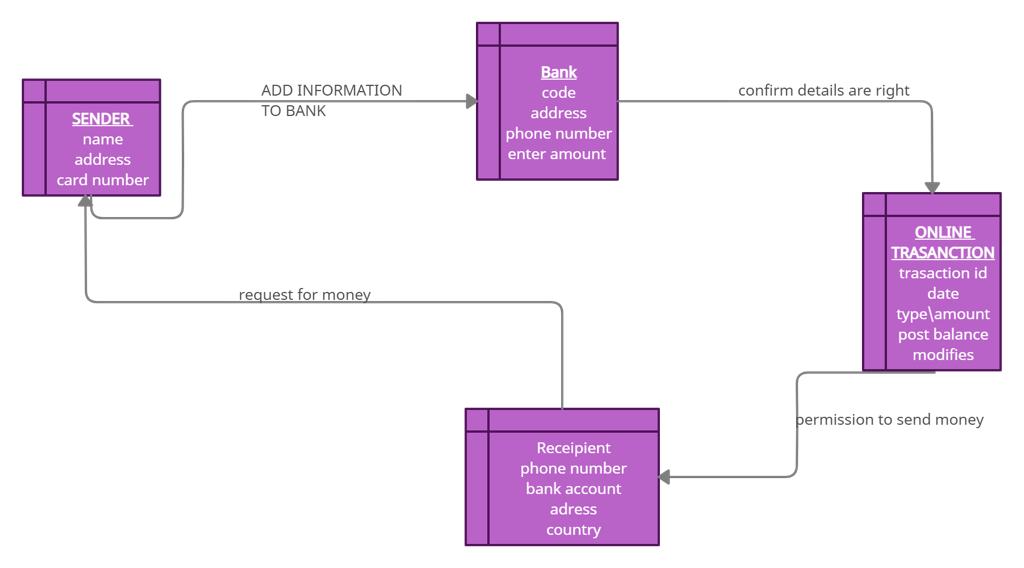 SENDER
name
address
card number
ADD INFORMATION
TO BANK
Bank
code
address
phone number
enter amount
confirm details are right
ONLINE
TRASANCTION
trasaction id
date
type\amount
post balance
modifies
permission to send money
Receipient
phone number
bank account
adress
country
request for money